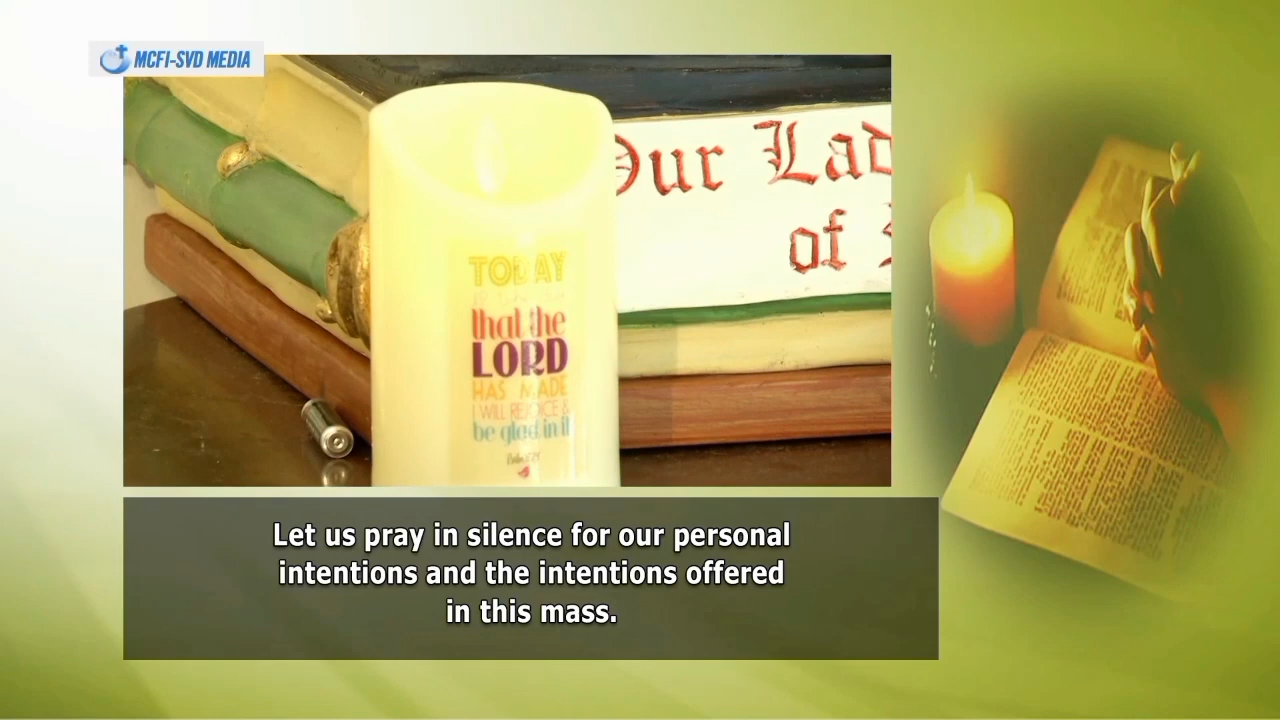 MCFI-SVD MEDIA
Our Lad
of
TODAY
that the
LORD
HAS MADE
I WILL REJOICE &
be glad in it
Let us pray in silence for our personal
intentions and the intentions offered
in this mass.